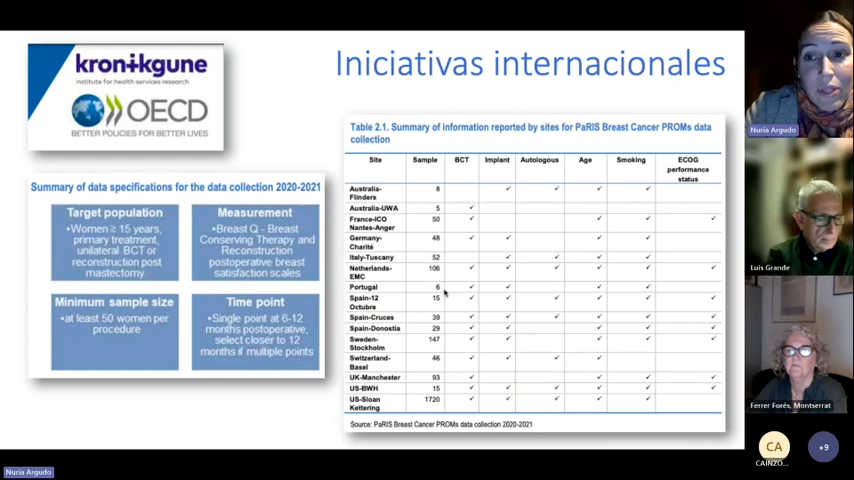 Iniciativas internacionales
kronikgune
institute for health services research
OECD
BETTER POLICIES FOR BETTER LIVES
Summary of data specifications for the data collection 2020-2021
Target population
•Women ≥ 15 years,
primary treatment,
unilateral BCT or
reconstruction post
mastectomy.
Measurement
•Breast Q - Breast
Conserving Therapy and
Reconstruction
postoperative breast
satisfaction scales
Minimum sample size
•at least 50 women per
procedure
Time point
•Single point at 6-12
months postoperative,
select closer to 12
months if multiple points
Table 2.1. Summary of information reported by sites for PaRIS Breast Cancer PROMs data
collection
Site Sample BCT Implant Autologous Age Smoking ECOG
performance
status
Australia-
Flinders 8 ✓ ✓ ✓ ✓
Australia-UWA 5 ✓
France-ICO
Nantes-Anger 50 ✓ ✓ ✓ ✓
Germany-
Charité 48 ✓ ✓ ✓ ✓
Italy-Tuscany 52 ✓ ✓ ✓ ✓
Netherlands-
EMC 106 ✓ ✓ ✓ ✓ ✓ ✓
Portugal 6 ✓ ✓ ✓ ✓
Spain-12
Octubre 15 ✓ ✓ ✓ ✓ ✓ ✓
Spain-Cruces 39 ✓ ✓ ✓ ✓ ✓ ✓
Spain-Donostia 29 ✓ ✓ ✓ ✓ ✓
Sweden-
Stockholm 147 ✓ ✓ ✓ ✓ ✓
Switzerland-
Basel 46 ✓ ✓ ✓ ✓
UK-Manchester 93 ✓ ✓ ✓ ✓
US-BWH 15 ✓ ✓ ✓ ✓ ✓ ✓
US-Sloan
Kettering 1720 ✓ ✓ ✓ ✓ ✓
Source: PaRIS Breast Cancer PROMs data collection 2020-2021
Nuria Argudo
Luis Grande
Ferrer Forés, Montserrat
CA
CAINZO...
+9
Nuria Argudo